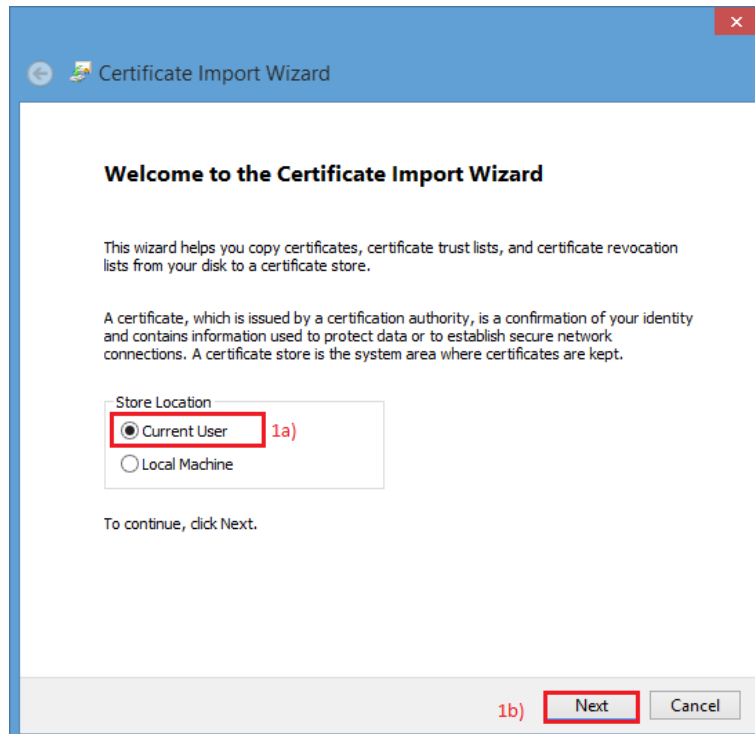 Certificate Import Wizard
Welcome to the Certificate Import Wizard
This wizard helps you copy certificates, certificate trust lists, and certificate revocation
lists from your disk to a certificate store.
A certificate, which is issued by a certification authority, is a confirmation of your identity
and contains information used to protect data or to establish secure network
connections. A certificate store is the system area where certificates are kept.
Store Location
Current User 1a)
Local Machine
To continue, click Next.
1b) Next Cancel